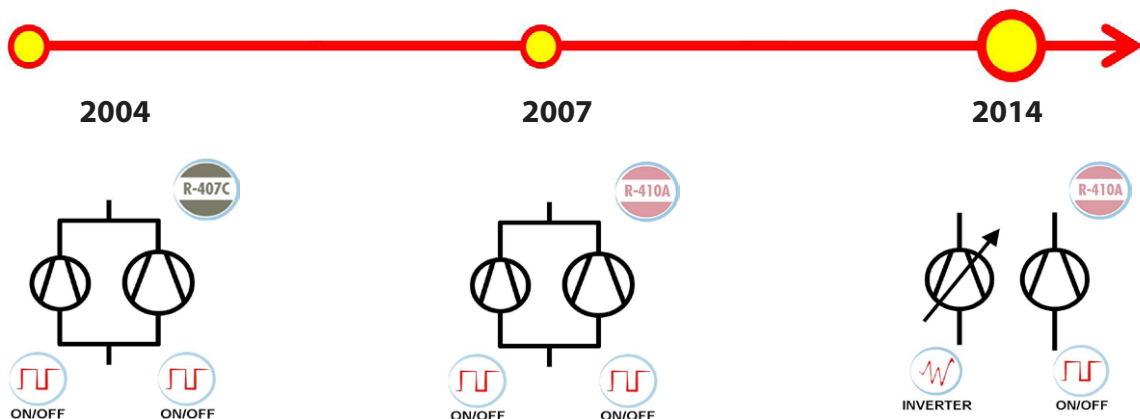 2004
2007
2014
R-407C
R-410A
R-410A
ON/OFF
ON/OFF
ON/OFF
ON/OFF
INVERTER
ON/OFF